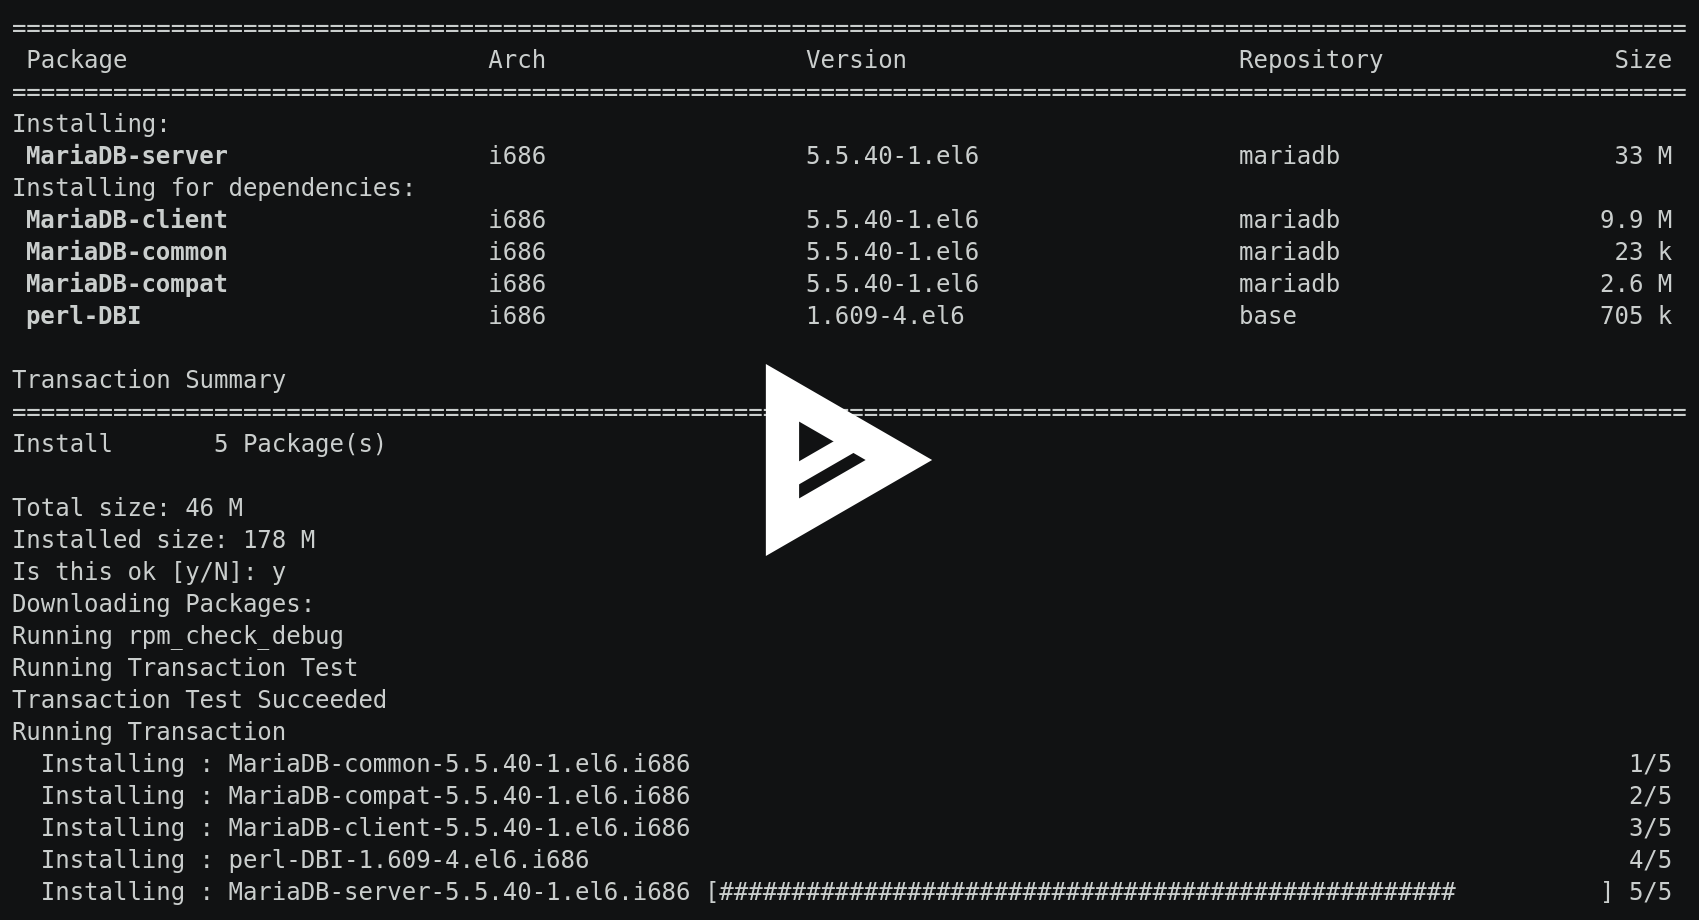 ====================================================================================================================
 Package                         Arch                  Version                       Repository                Size
====================================================================================================================
Installing:
 MariaDB-server                  i686                  5.5.40-1.el6                  mariadb                   33 M
Installing for dependencies:
 MariaDB-client                  i686                  5.5.40-1.el6                  mariadb                  9.9 M
 MariaDB-common                  i686                  5.5.40-1.el6                  mariadb                   23 k
 MariaDB-compat                  i686                  5.5.40-1.el6                  mariadb                  2.6 M
 perl-DBI                        i686                  1.609-4.el6                   base                     705 k

Transaction Summary
====================================================================================================================
Install       5 Package(s)

Total size: 46 M
Installed size: 178 M
Is this ok [y/N]: y
Downloading Packages:
Running rpm_check_debug
Running Transaction Test
Transaction Test Succeeded
Running Transaction
  Installing : MariaDB-common-5.5.40-1.el6.i686                                                                 1/5
  Installing : MariaDB-compat-5.5.40-1.el6.i686                                                                 2/5
  Installing : MariaDB-client-5.5.40-1.el6.i686                                                                 3/5
  Installing : perl-DBI-1.609-4.el6.i686                                                                        4/5
  Installing : MariaDB-server-5.5.40-1.el6.i686 [###################################################          ] 5/5